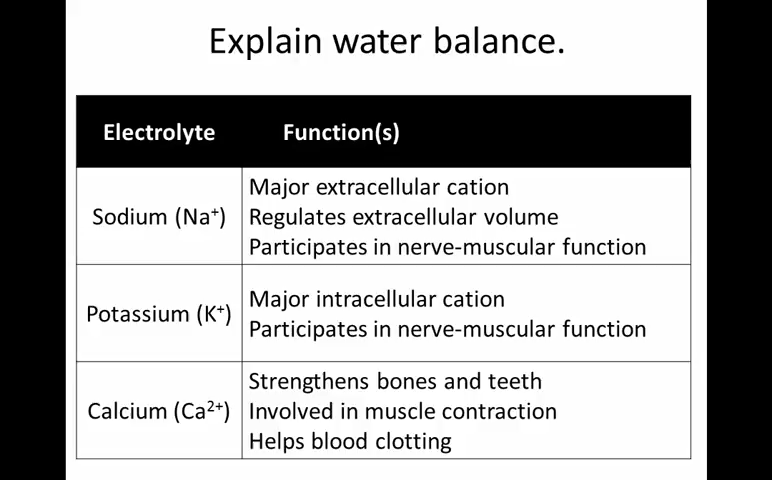 Explain water balance.
Electrolyte Function(s)
Sodium (Na⁺)
Major extracellular cation
Regulates extracellular volume
Participates in nerve-muscular function
Potassium (K⁺)
Major intracellular cation
Participates in nerve-muscular function
Calcium (Ca²⁺)
Strengthens bones and teeth
Involved in muscle contraction
Helps blood clotting